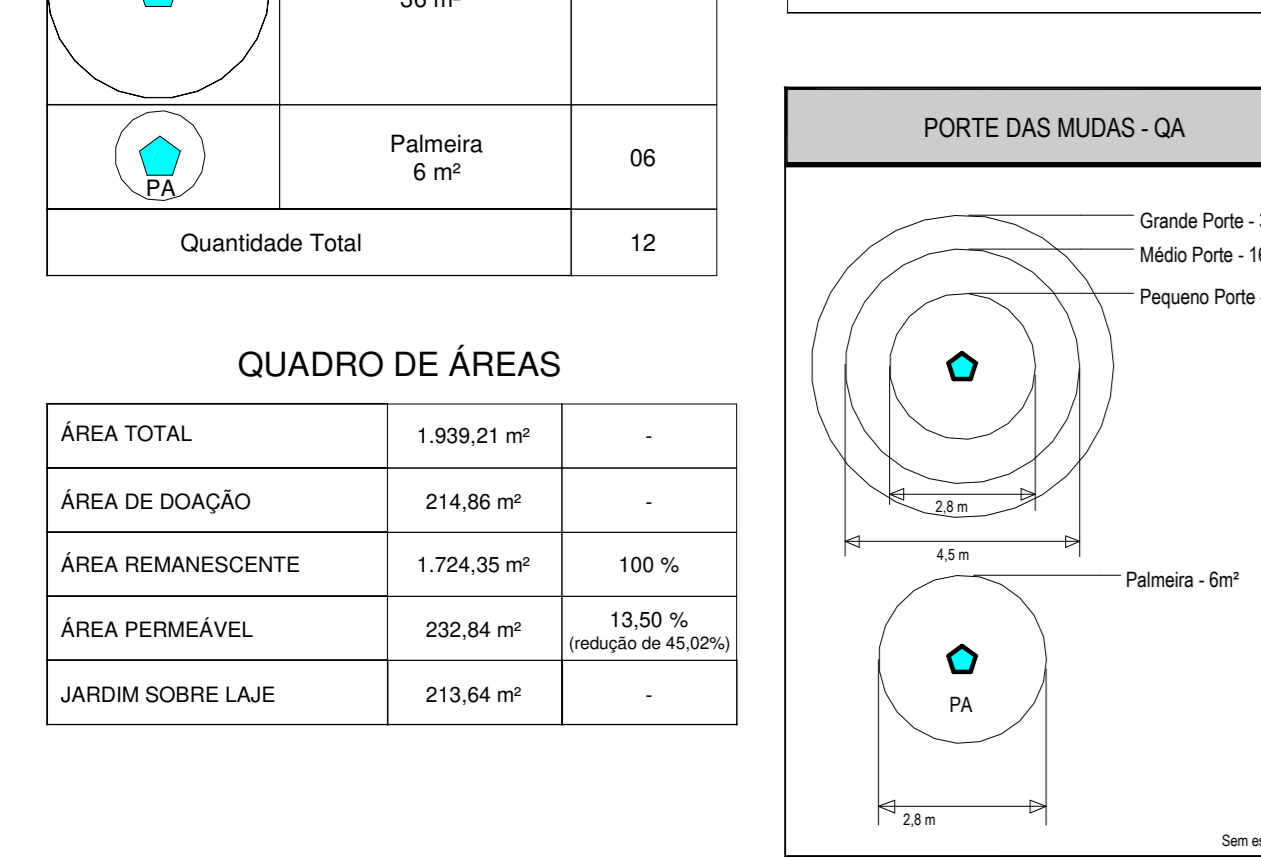 36 m²
PA
Palmeira
6 m²
06
Quantidade Total
12
QUADRO DE ÁREAS
ÁREA TOTAL
1.939,21 m²
-
ÁREA DE DOAÇÃO
214,86 m²
-
ÁREA REMANESCENTE
1.724,35 m²
100 %
ÁREA PERMEÁVEL
232,84 m²
13,50 %
(redução de 45,02%)
JARDIM SOBRE LAJE
213,64 m²
-
PORTE DAS MUDAS - QA
Grande Porte -
Médio Porte - 16
Pequeno Porte -
2,8 m
4,5 m
Palmeira - 6m²
PA
2,8 m
Sem